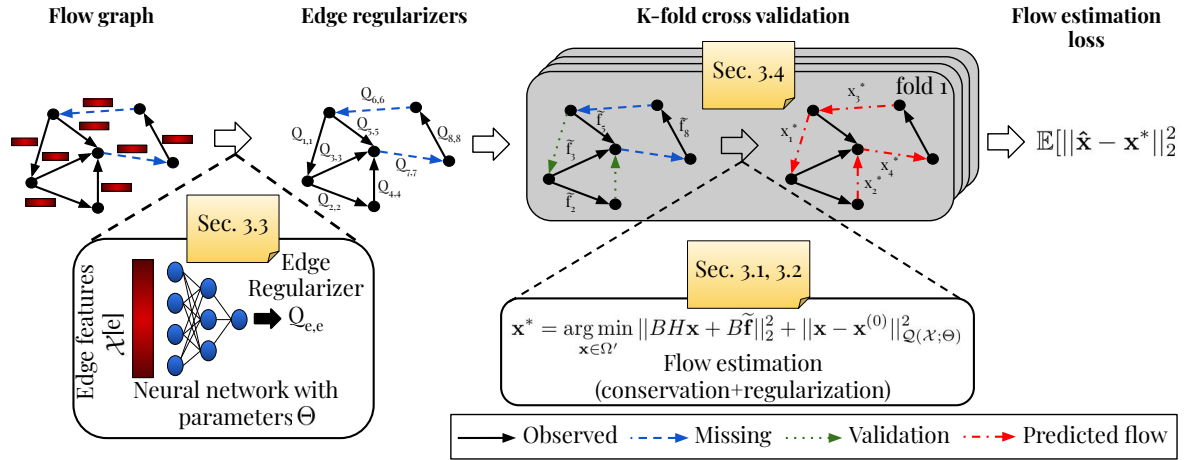 Flow graph
Edge regularizers
K-fold cross validation
Flow estimation
loss
Sec. 3.4
fold 1
Q6,6
Q1,1
Q5,5
Q3,3
Q8,8
Q7,7
Q4,4
Q2,2
f̃5
f̃8
f̃3
f̃2
x3*
x1*
x4*
x2*
𝔼[||x̂ − x*||₂²
Sec. 3.3
Edge features
𝒳[e]
Edge
Regularizer
Qe,e
Neural network with
parameters Θ
Sec. 3.1, 3.2
x* = arg min ||BHx + Bf̃||₂² + ||x − x⁽⁰⁾||²𝒬(𝒳;Θ)
x∈Ω′
Flow estimation
(conservation+regularization)
Observed
Missing
Validation
Predicted flow